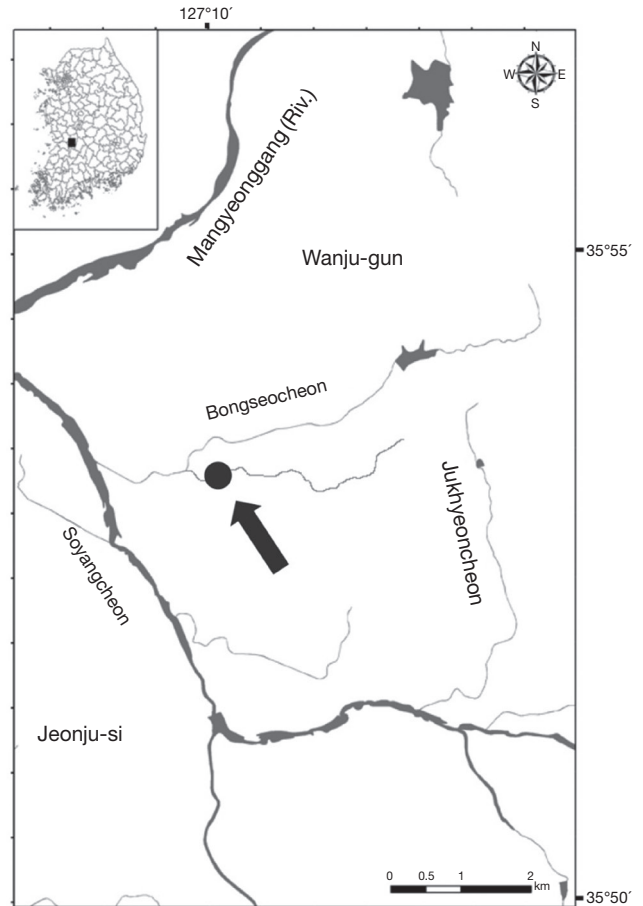 127°10´
N
W E
S
Mangyeonggang (Riv.)
Wanju-gun
35°55´
Bongseocheon
Jukhyeoncheon
Soyangcheon
Jeonju-si
0 0.5 1 2
km
35°50´